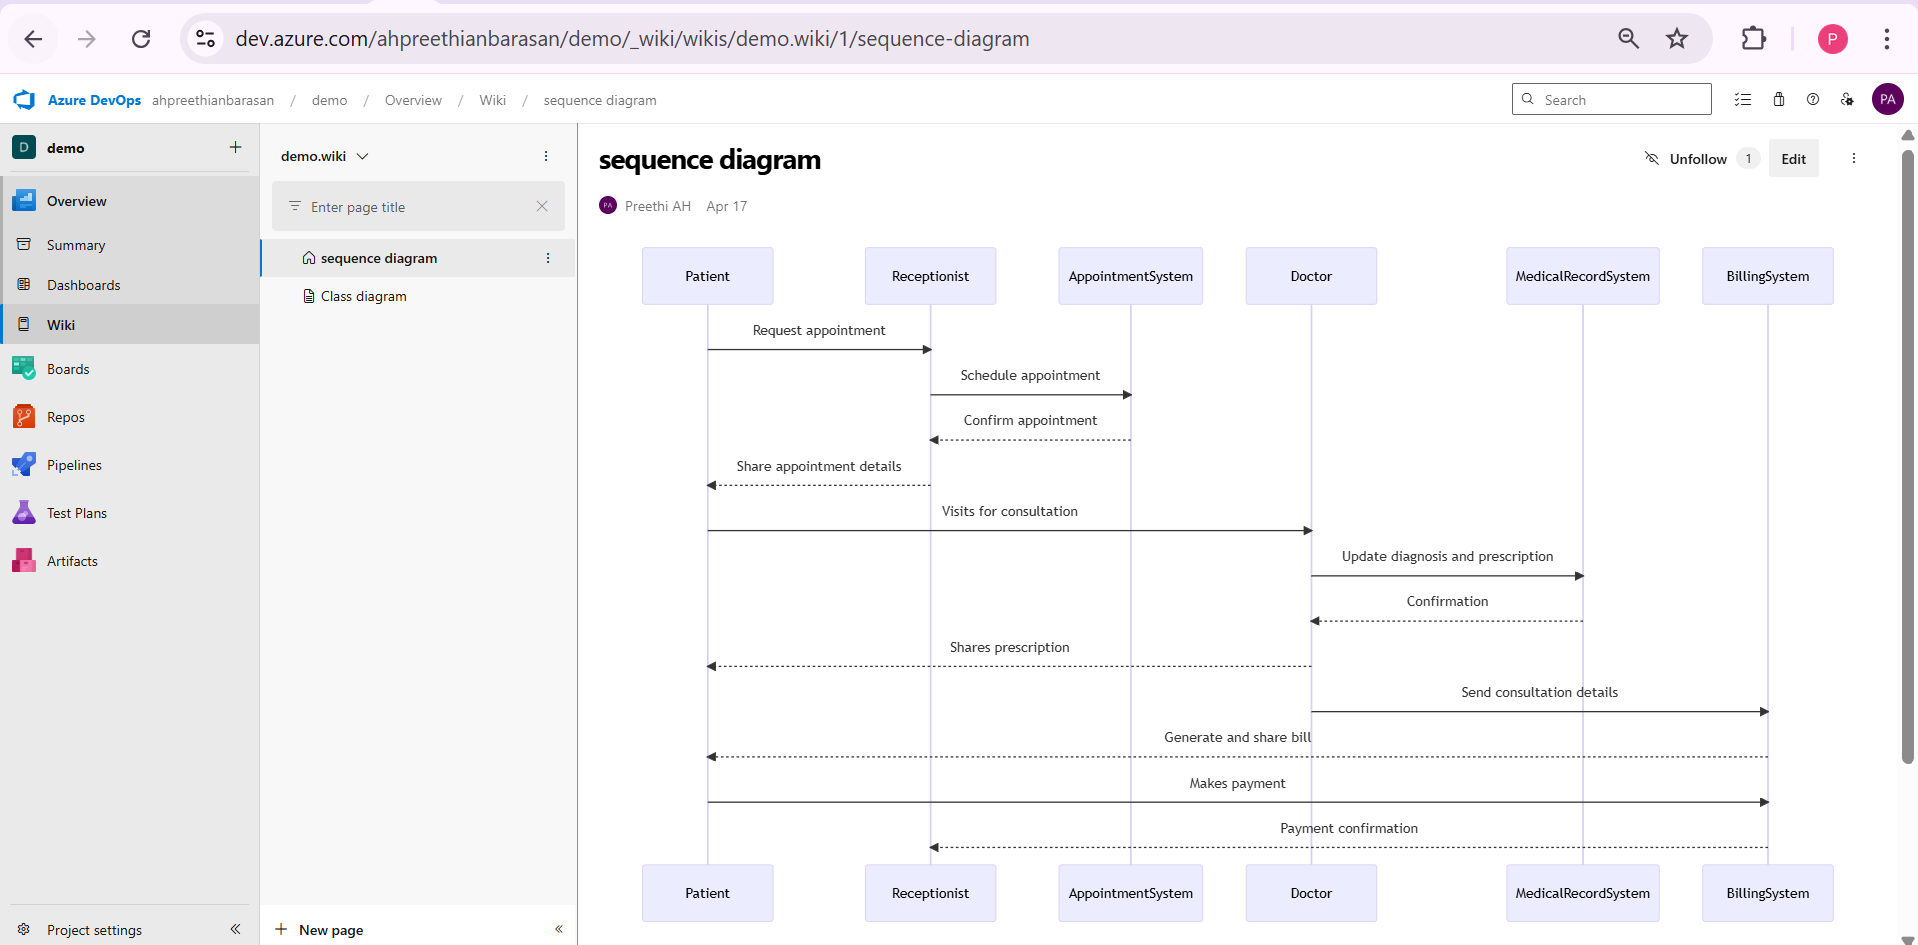 dev.azure.com/ahpreethianbarasan/demo/_wiki/wikis/demo.wiki/1/sequence-diagram
P
Azure DevOps ahpreethianbarasan / demo / Overview / Wiki / sequence diagram
Search
PA
D demo
Overview
Summary
Dashboards
Wiki
Boards
Repos
Pipelines
Test Plans
Artifacts
Project settings
demo.wiki
Enter page title
sequence diagram
Class diagram
New page
sequence diagram
Unfollow 1 Edit
PA Preethi AH Apr 17
Patient Receptionist AppointmentSystem Doctor MedicalRecordSystem BillingSystem
Request appointment
Schedule appointment
Confirm appointment
Share appointment details
Visits for consultation
Update diagnosis and prescription
Confirmation
Shares prescription
Send consultation details
Generate and share bill
Makes payment
Payment confirmation
Patient Receptionist AppointmentSystem Doctor MedicalRecordSystem BillingSystem